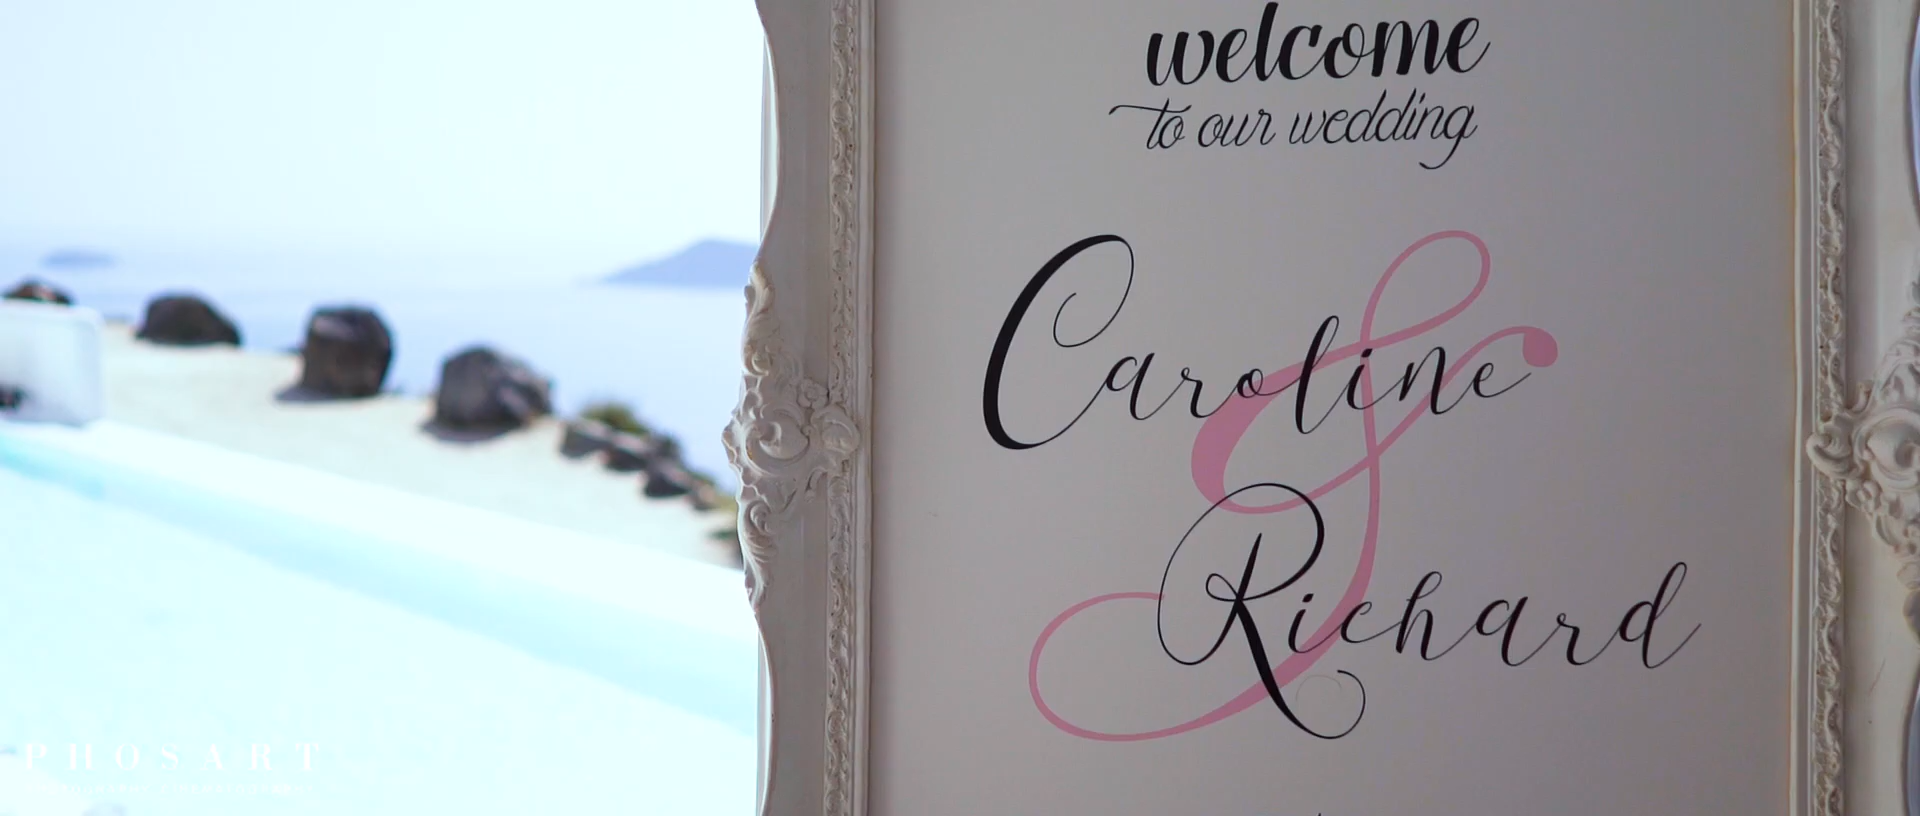 welcome
to our wedding
Caroline
&
Richard
PHOSART